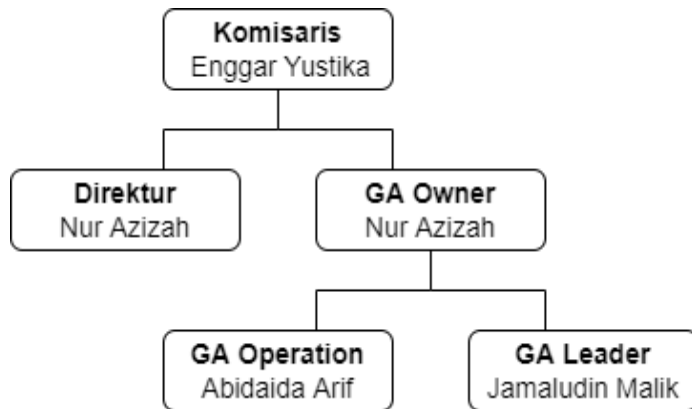 Komisaris
Enggar Yustika
Direktur
Nur Azizah
GA Owner
Nur Azizah
GA Operation
Abidaida Arif
GA Leader
Jamaludin Malik